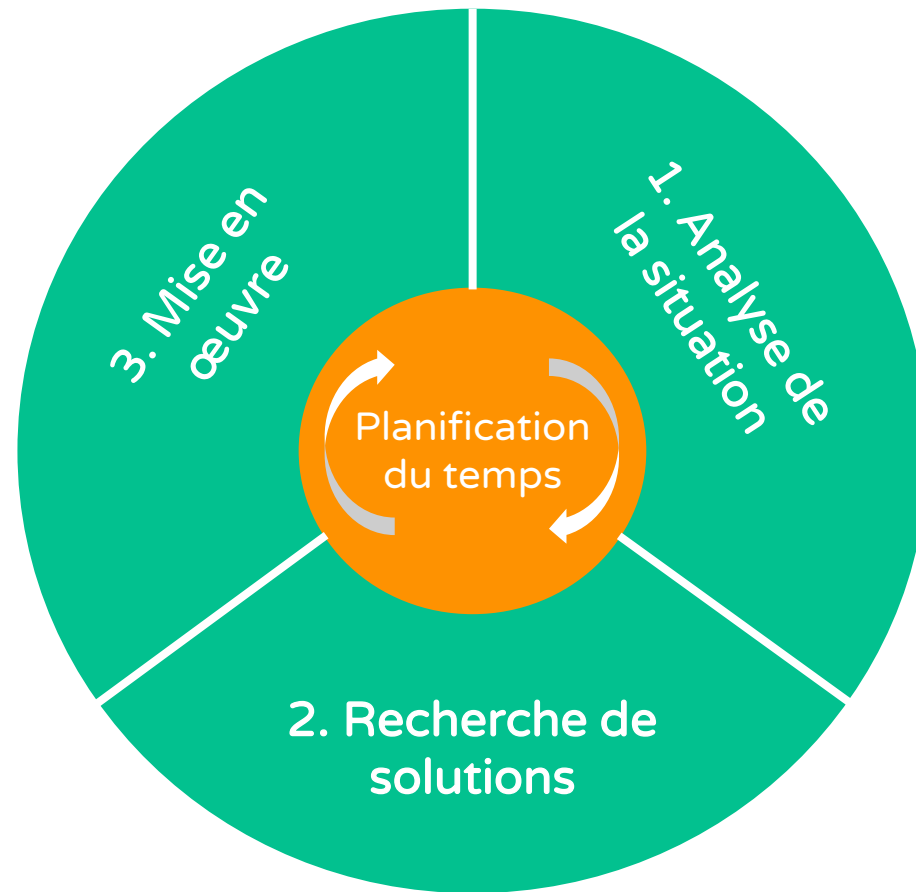 1. Analyse de
la situation
2. Recherche de
solutions
3. Mise en
œuvre
Planification
du temps